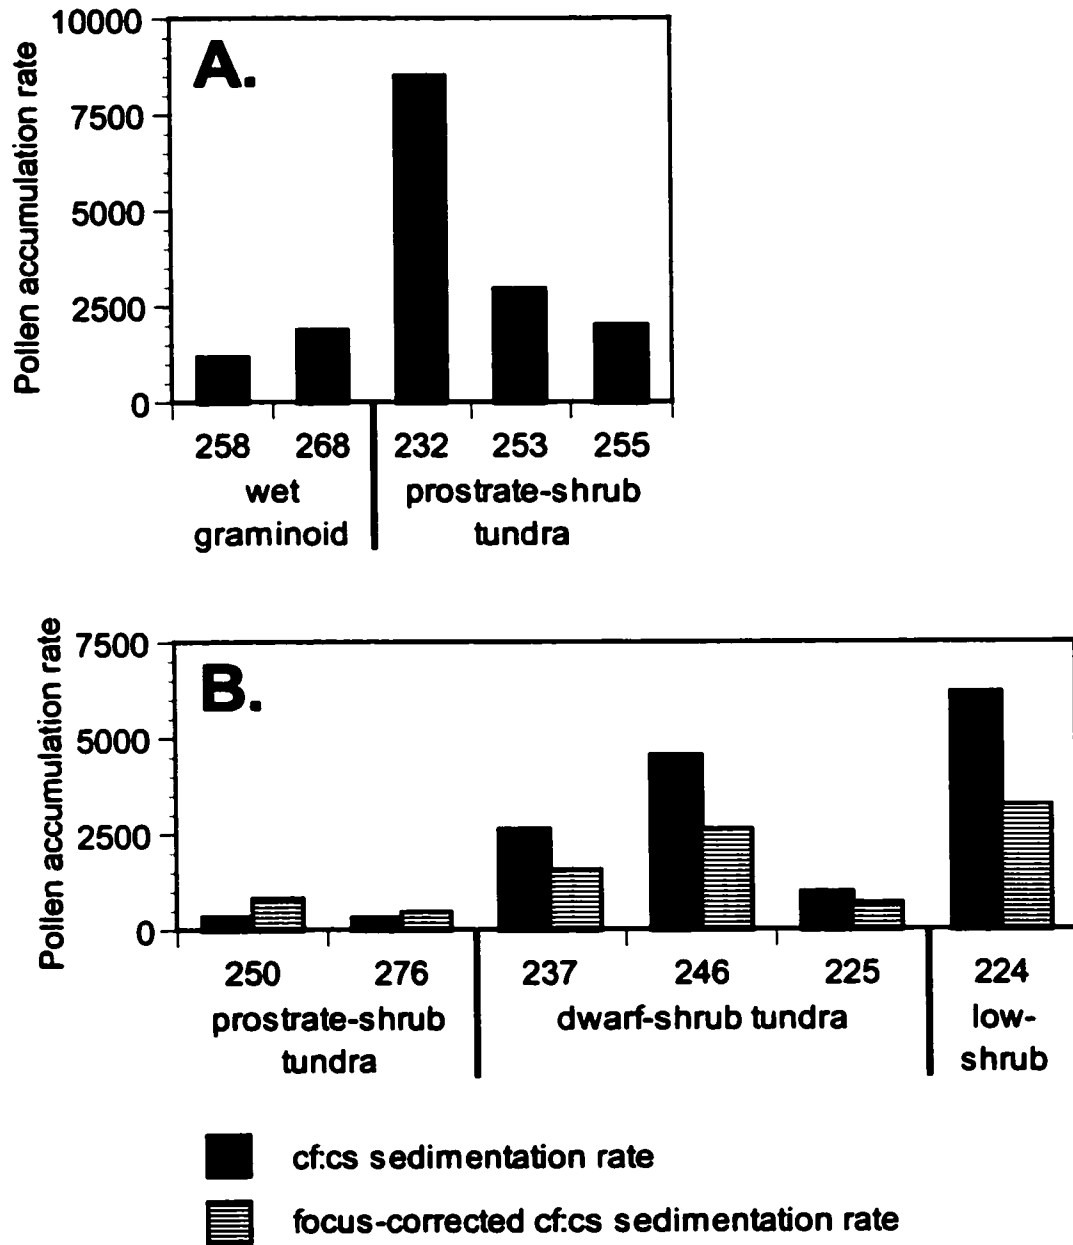 A.
Pollen accumulation rate
10000
7500
5000
2500
0
258 268 232 253 255
wet prostrate-shrub
graminoid tundra
B.
Pollen accumulation rate
7500
5000
2500
0
250 276 237 246 225 224
prostrate-shrub dwarf-shrub tundra low-
tundra shrub
cf:cs sedimentation rate
focus-corrected cf:cs sedimentation rate